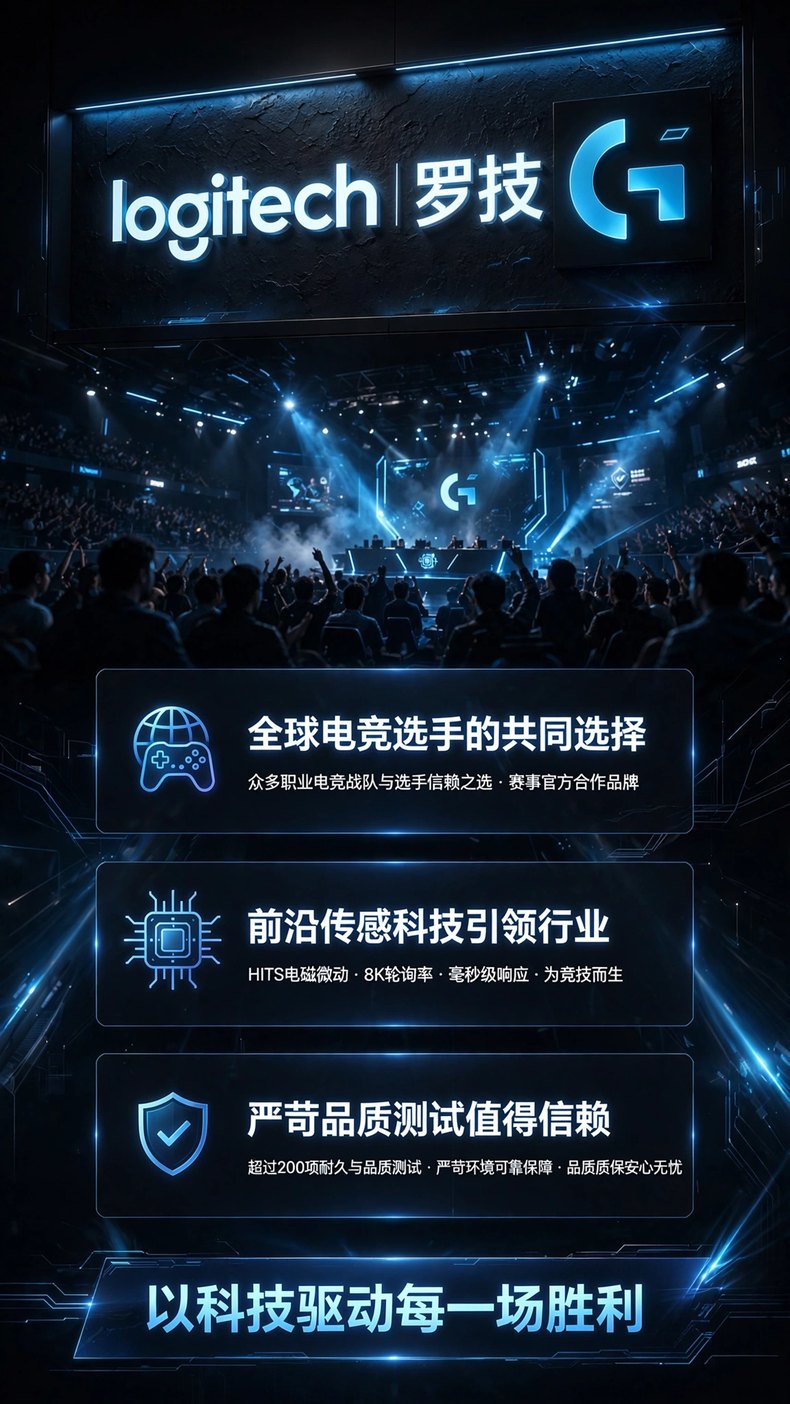 logitech | 罗技
全球电竞选手的共同选择
众多职业电竞战队与选手信赖之选 · 赛事官方合作品牌
前沿传感科技引领行业
HITS电磁微动 · 8K轮询率 · 毫秒级响应 · 为竞技而生
严苛品质测试值得信赖
超过200项耐久与品质测试 · 严苛环境可靠保障 · 品质质保安心无忧
以科技驱动每一场胜利